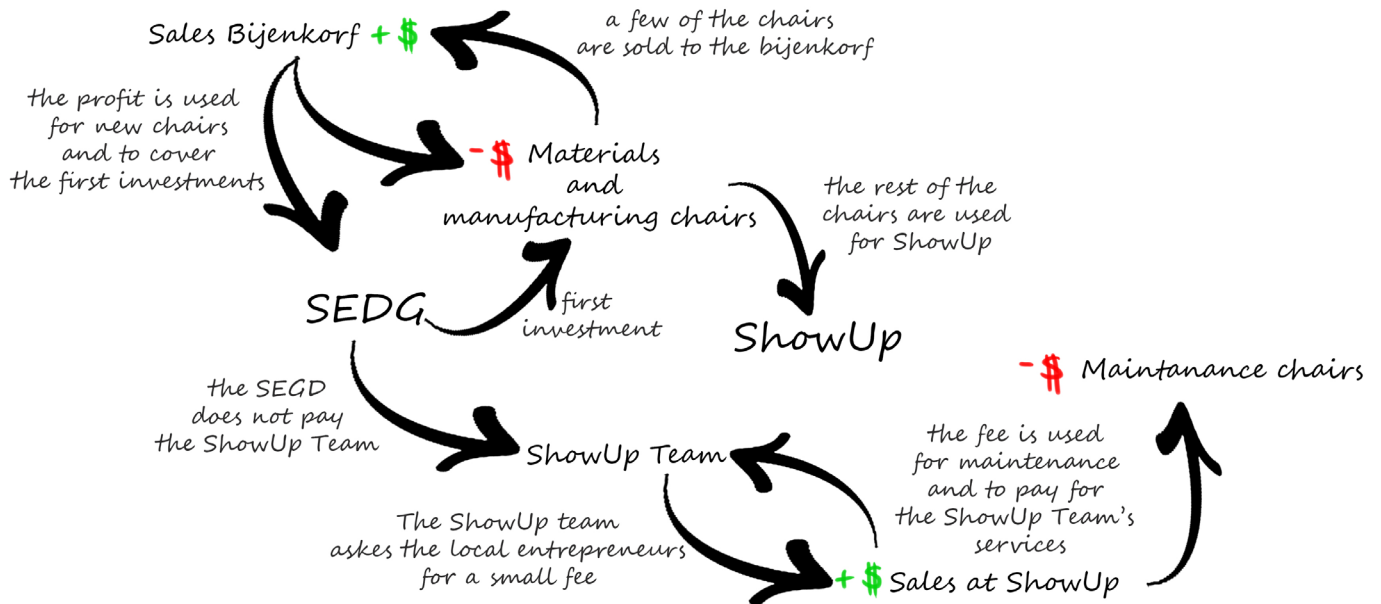 Sales Bijenkorf + $
a few of the chairs
are sold to the bijenkorf
the profit is used
for new chairs
and to cover
the first investments
- $ Materials
and
manufacturing chairs
the rest of the
chairs are used
for ShowUp
SEDG
first
investment
ShowUp
- $ Maintanance chairs
the SEGD
does not pay
the ShowUp Team
ShowUp Team
the fee is used
for maintenance
and to pay for
the ShowUp Team's
services
The ShowUp team
askes the local entrepreneurs
for a small fee
+ $ Sales at ShowUp